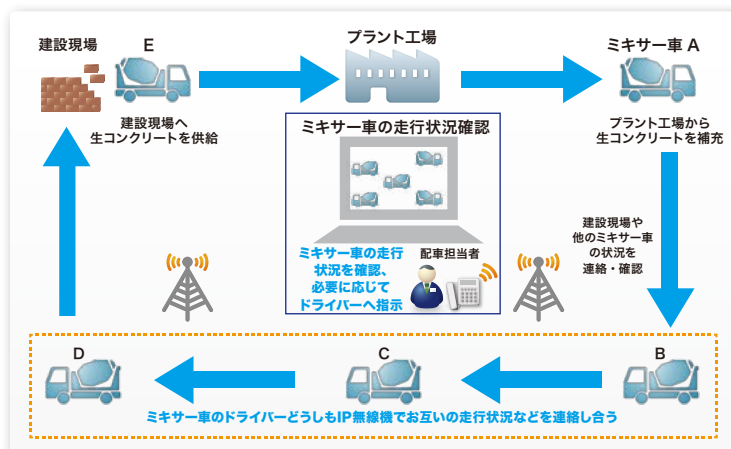 建設現場
E
プラント工場
ミキサー車 A
建設現場へ
生コンクリートを供給
プラント工場から
生コンクリートを補充
ミキサー車の走行状況確認
ミキサー車の走行
状況を確認、
必要に応じて
ドライバーへ指示
配車担当者
建設現場や
他のミキサー車
の状況を
連絡・確認
D
C
B
ミキサー車のドライバーどうしもIP無線機でお互いの走行状況などを連絡し合う